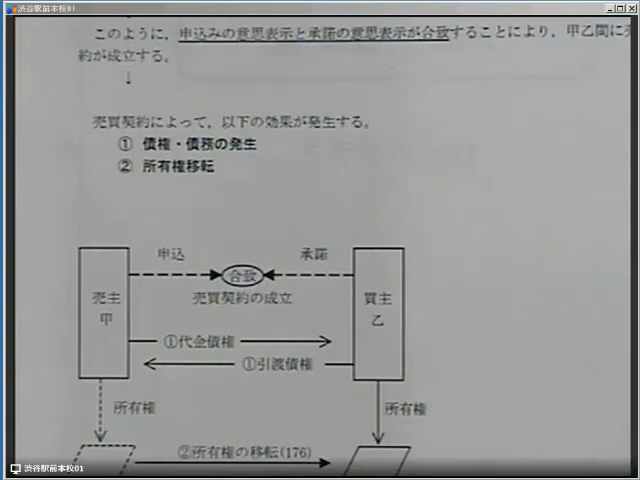 渋谷駅前本校01
このように，申込みの意思表示と承諾の意思表示が合致することにより，甲乙間に売
約が成立する。
↓
売買契約によって，以下の効果が発生する。
① 債権・債務の発生
② 所有権移転
申込
承諾
合致
売買契約の成立
売主
甲
買主
乙
①代金債権
①引渡債権
所有権
所有権
②所有権の移転(176)
渋谷駅前本校01